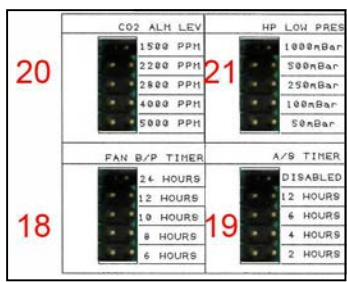 CO2 ALM LEV
20
1500 PPM
2200 PPM
2800 PPM
4000 PPM
5000 PPM
HP LOW PRES
21
1000mBar
500mBar
250mBar
100mBar
50mBar
FAN B/P TIMER
18
24 HOURS
12 HOURS
10 HOURS
8 HOURS
6 HOURS
A/S TIMER
19
DISABLED
12 HOURS
6 HOURS
4 HOURS
2 HOURS